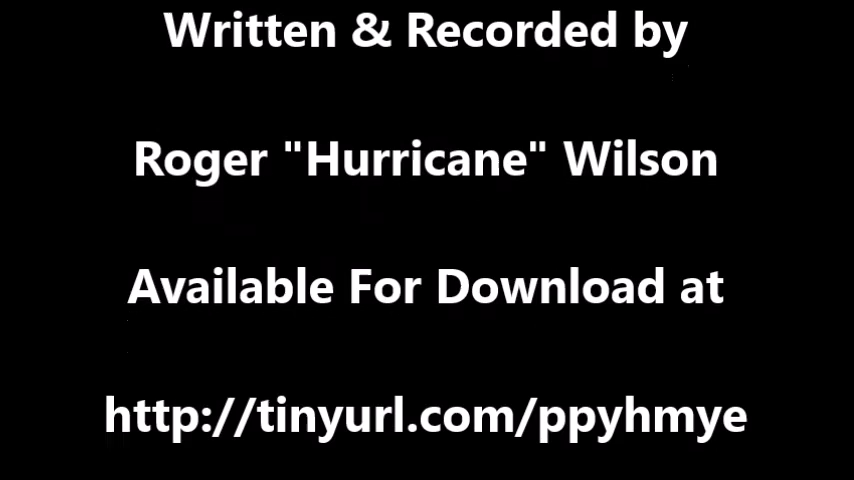 Written & Recorded by
Roger "Hurricane" Wilson
Available For Download at
http://tinyurl.com/ppyhmye